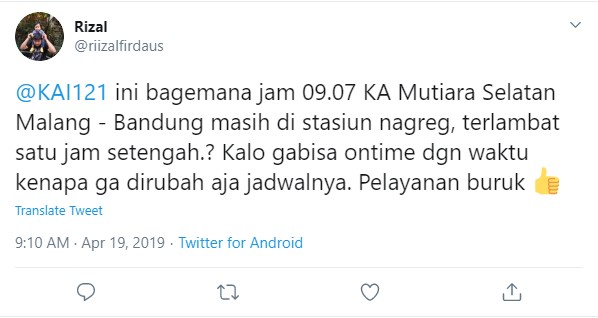 Rizal
@riizalfirdaus
@KAI121 ini bagemana jam 09.07 KA Mutiara Selatan
Malang - Bandung masih di stasiun nagreg, terlambat
satu jam setengah.? Kalo gabisa ontime dgn waktu
kenapa ga dirubah aja jadwalnya. Pelayanan buruk 👍
Translate Tweet
9:10 AM · Apr 19, 2019 · Twitter for Android